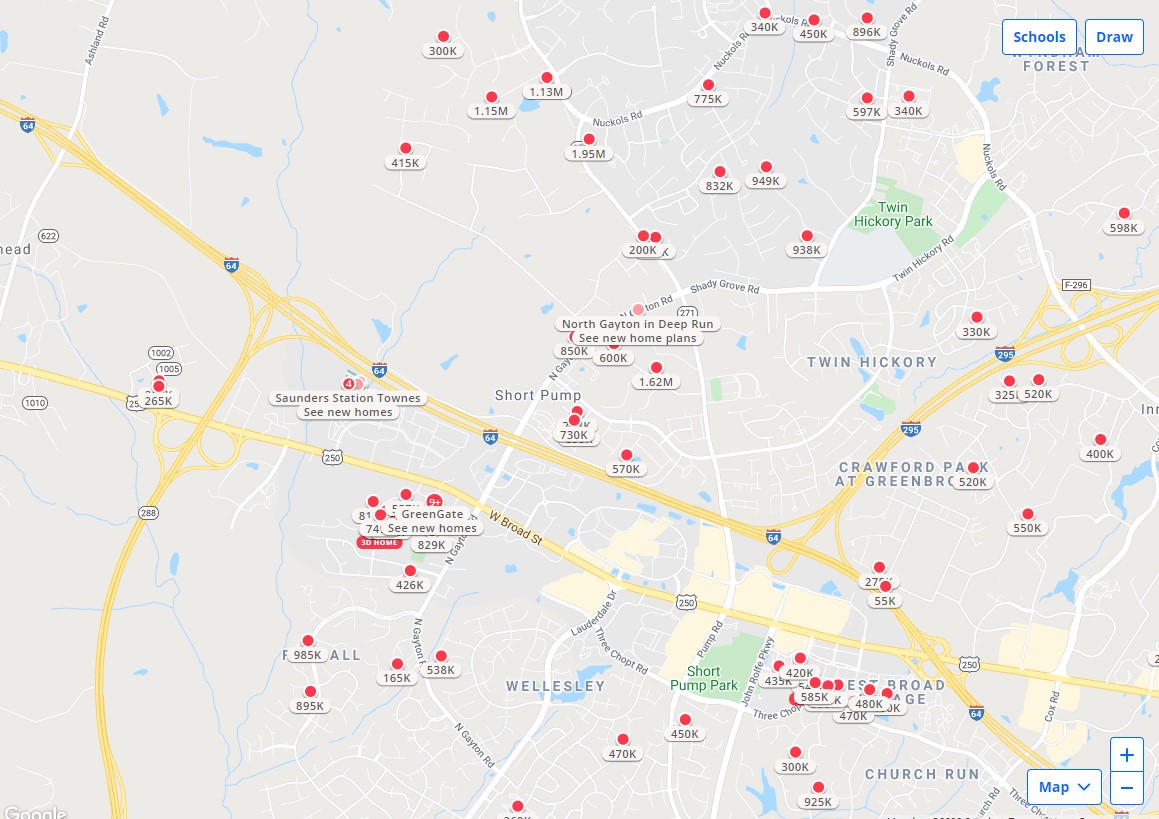 340K
450K
896K
Nuckols Rd
Shady Grove Rd
Schools
Draw
Ashland Rd
300K
Nuckols Rd
Nuckols Rd
FOREST
64
1.13M
775K
1.15M
597K
340K
Nuckols Rd
1.95M
415K
Nuckols Rd
832K
949K
Twin
Hickory Park
598K
622
200K
938K
Twin Hickory Rd
64
Shady Grove Rd
F-296
271
North Gayton in Deep Run
See new home plans
330K
850K
600K
1002
1005
64
1.62M
TWIN HICKORY
295
265K
4
Saunders Station Townes
See new homes
Short Pump
325K
520K
1010
730K
64
295
400K
250
570K
CRAWFORD PARK
AT GREENBRO
520K
9+
288
GreenGate
See new homes
W Broad St
550K
3D HOME
829K
64
426K
275K
55K
250
Lauderdale Dr
Three Chopt Rd
Pump Rd
985K
165K
538K
John Rolfe Pkwy
420K
250
Short
Pump Park
435K
585K
WELLESLEY
895K
480K
470K
64
Cox Rd
450K
N Gayton Rd
470K
300K
CHURCH RUN
925K
Map
+
−
Google